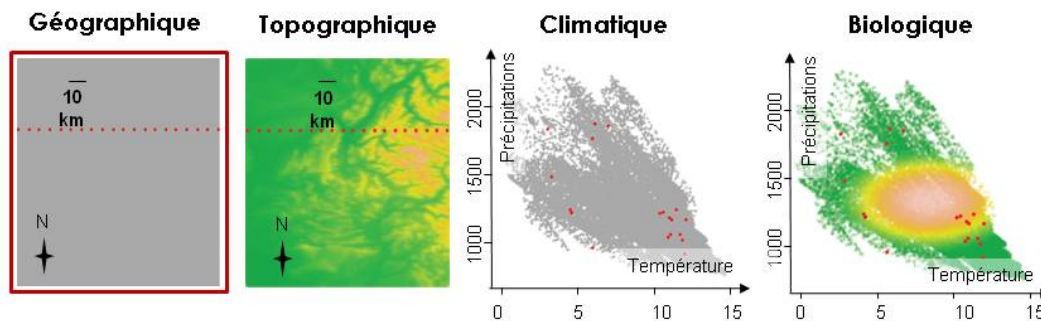 Géographique
10
km
N
Topographique
10
km
N
Climatique
Précipitations
2000
1500
1000
Température
0 5 10 15
Biologique
Précipitations
2000
1500
1000
Température
0 5 10 15